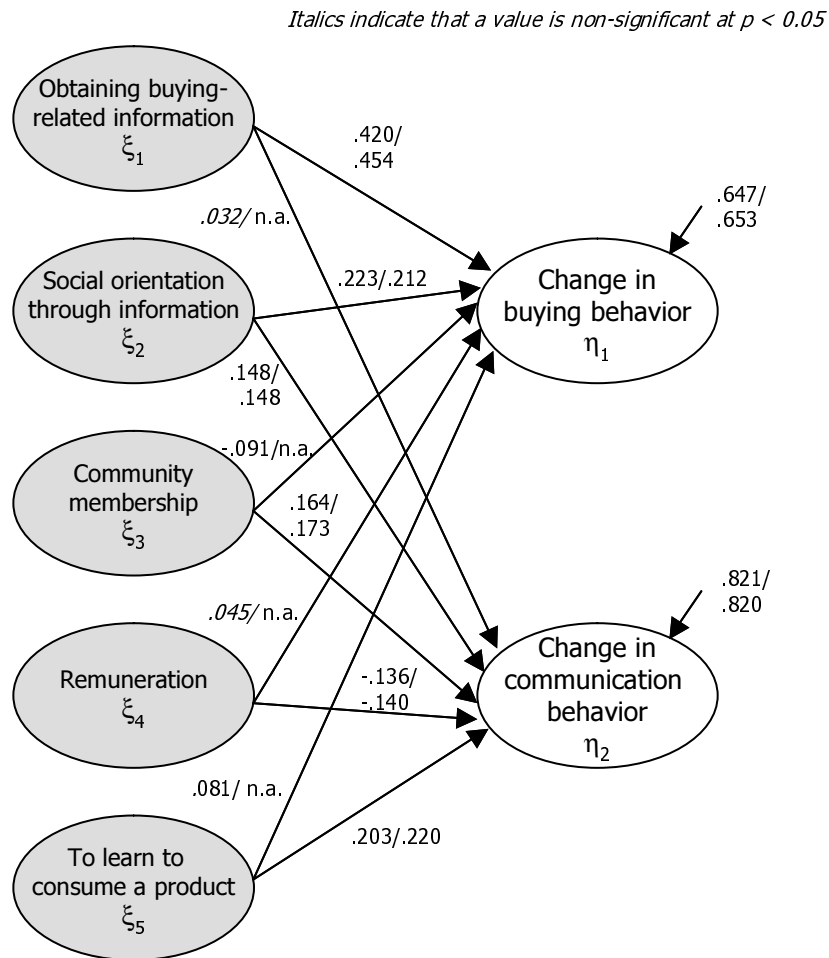 Italics indicate that a value is non-significant at p < 0.05
Obtaining buying-
related information
ξ1
.420/
.454
.032/ n.a.
.647/
.653
Social orientation
through information
ξ2
.223/.212
Change in
buying behavior
η1
.148/
.148
-.091/n.a.
Community
membership
ξ3
.164/
.173
.045/ n.a.
.821/
.820
Remuneration
ξ4
-.136/
-.140
Change in
communication
behavior
η2
.081/ n.a.
.203/.220
To learn to
consume a product
ξ5